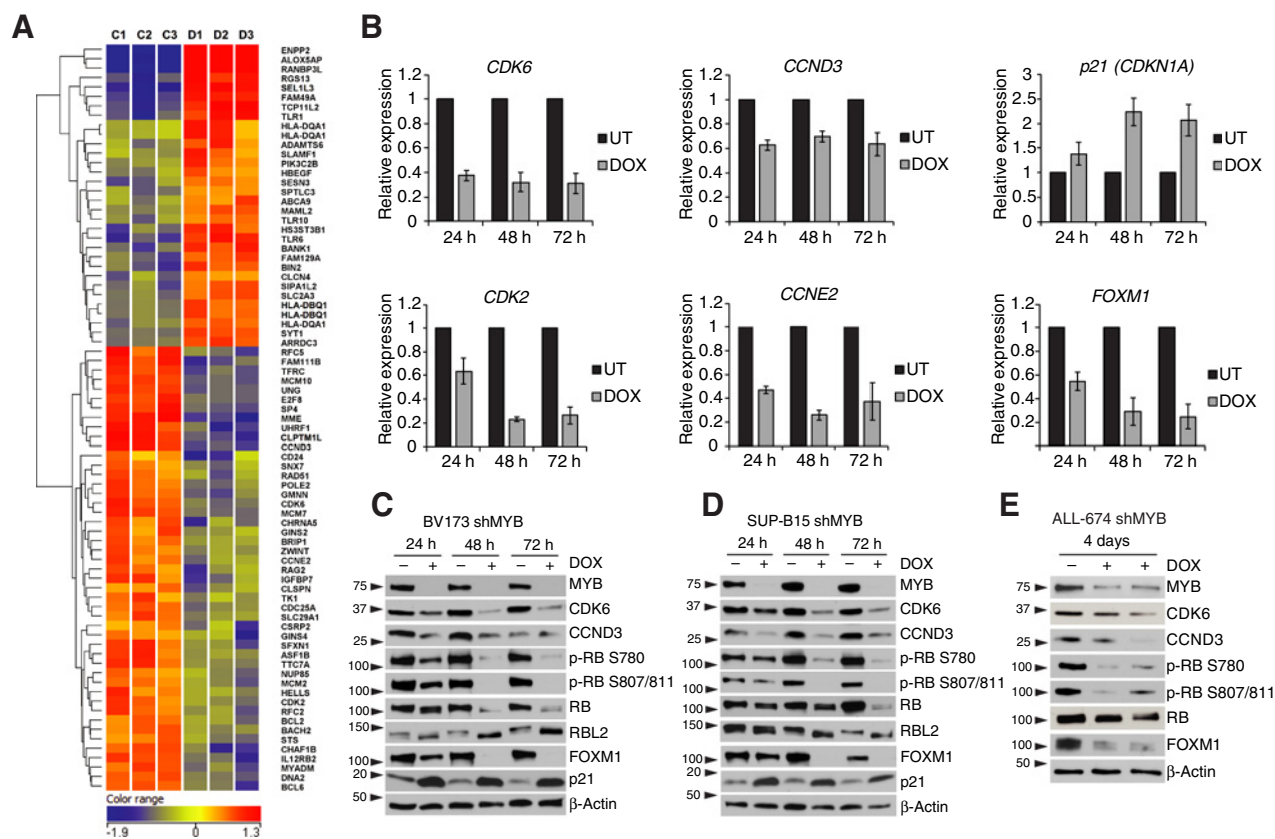 A
C1 C2 C3 D1 D2 D3
ENPP2
ALOX5AP
RANBP3L
RGS13
SEL1L3
FAM49A
TCP11L2
TLR1
HLA-DQA1
HLA-DQA1
ADAMTS6
SLAMF1
PIK3C2B
HBEGF
SESN3
SPTLC3
ABCA9
MAML2
TLR10
HS3ST3B1
TLR6
BANK1
FAM129A
BIN2
CLCN4
SIPA1L2
SLC2A3
HLA-DBQ1
HLA-DBQ1
HLA-DQA1
SYT1
ARRDC3
RFC5
FAM111B
TFRC
MCM10
UNG
E2F8
SP4
MME
UHRF1
CLPTM1L
CCND3
CD24
SNX7
RAD51
POLE2
GMNN
CDK6
MCM7
CHRNA5
GINS2
BRIP1
ZWINT
CCNE2
RAG2
IGFBP7
CLSPN
TK1
CDC25A
SLC29A1
CSRP2
GINS4
SFXN1
ASF1B
TTC7A
NUP85
MCM2
HELLS
CDK2
RFC2
BCL2
BACH2
STS
CHAF1B
IL12RB2
MYADM
DNA2
BCL6
Color range
-1.9 0 1.3
B
CDK6
Relative expression
1.2
1
0.8
0.6
0.4
0.2
0
24 h 48 h 72 h
UT
DOX
CCND3
Relative expression
1.2
1
0.8
0.6
0.4
0.2
0
24 h 48 h 72 h
UT
DOX
p21 (CDKN1A)
Relative expression
3
2.5
2
1.5
1
0.5
0
24 h 48 h 72 h
UT
DOX
CDK2
Relative expression
1.2
1
0.8
0.6
0.4
0.2
0
24 h 48 h 72 h
UT
DOX
CCNE2
Relative expression
1.2
1
0.8
0.6
0.4
0.2
0
24 h 48 h 72 h
UT
DOX
FOXM1
Relative expression
1.2
1
0.8
0.6
0.4
0.2
0
24 h 48 h 72 h
UT
DOX
C
BV173 shMYB
24 h 48 h 72 h
− + − + − + DOX
75 MYB
37 CDK6
25 CCND3
100 p-RB S780
100 p-RB S807/811
100 RB
150 RBL2
100 FOXM1
20 p21
50 β-Actin
D
SUP-B15 shMYB
24 h 48 h 72 h
− + − + − + DOX
75 MYB
37 CDK6
25 CCND3
100 p-RB S780
100 p-RB S807/811
100 RB
150 RBL2
100 FOXM1
20 p21
50 β-Actin
E
ALL-674 shMYB
4 days
− + + DOX
75 MYB
37 CDK6
25 CCND3
100 p-RB S780
100 p-RB S807/811
100 RB
100 FOXM1
50 β-Actin